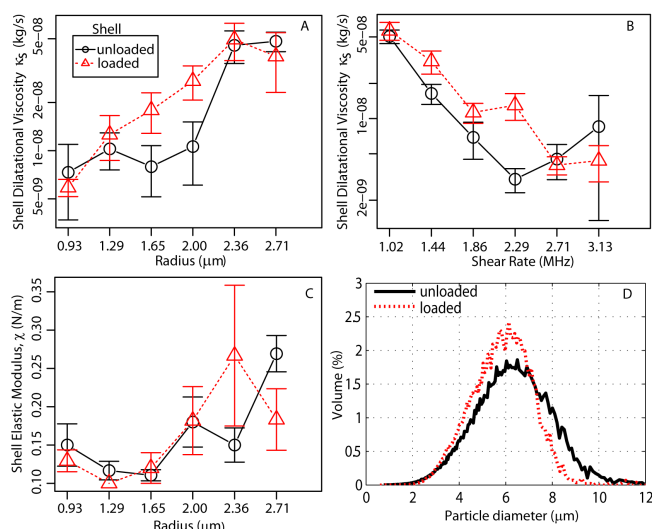 A
Shell
unloaded
loaded
Shell Dilatational Viscosity κS (kg/s)
5e-08
2e-08
1e-08
5e-09
0.93 1.29 1.65 2.00 2.36 2.71
Radius (μm)
B
Shell Dilatational Viscosity κS (kg/s)
5e-08
1e-08
2e-09
1.02 1.44 1.86 2.29 2.71 3.13
Shear Rate (MHz)
C
Shell Elastic Modulus, χ (N/m)
0.35
0.30
0.25
0.20
0.15
0.10
0.93 1.29 1.65 2.00 2.36 2.71
Radius (μm)
D
unloaded
loaded
Volume (%)
3
2.5
2
1.5
1
0.5
0
0 2 4 6 8 10 12
Particle diameter (μm)